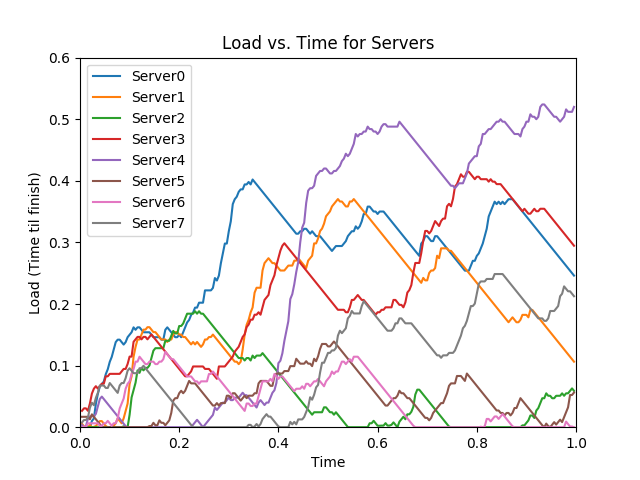 Load vs. Time for Servers
Load (Time til finish)
0.6
0.5
0.4
0.3
0.2
0.1
0.0
Server0
Server1
Server2
Server3
Server4
Server5
Server6
Server7
0.0 0.2 0.4 0.6 0.8 1.0
Time